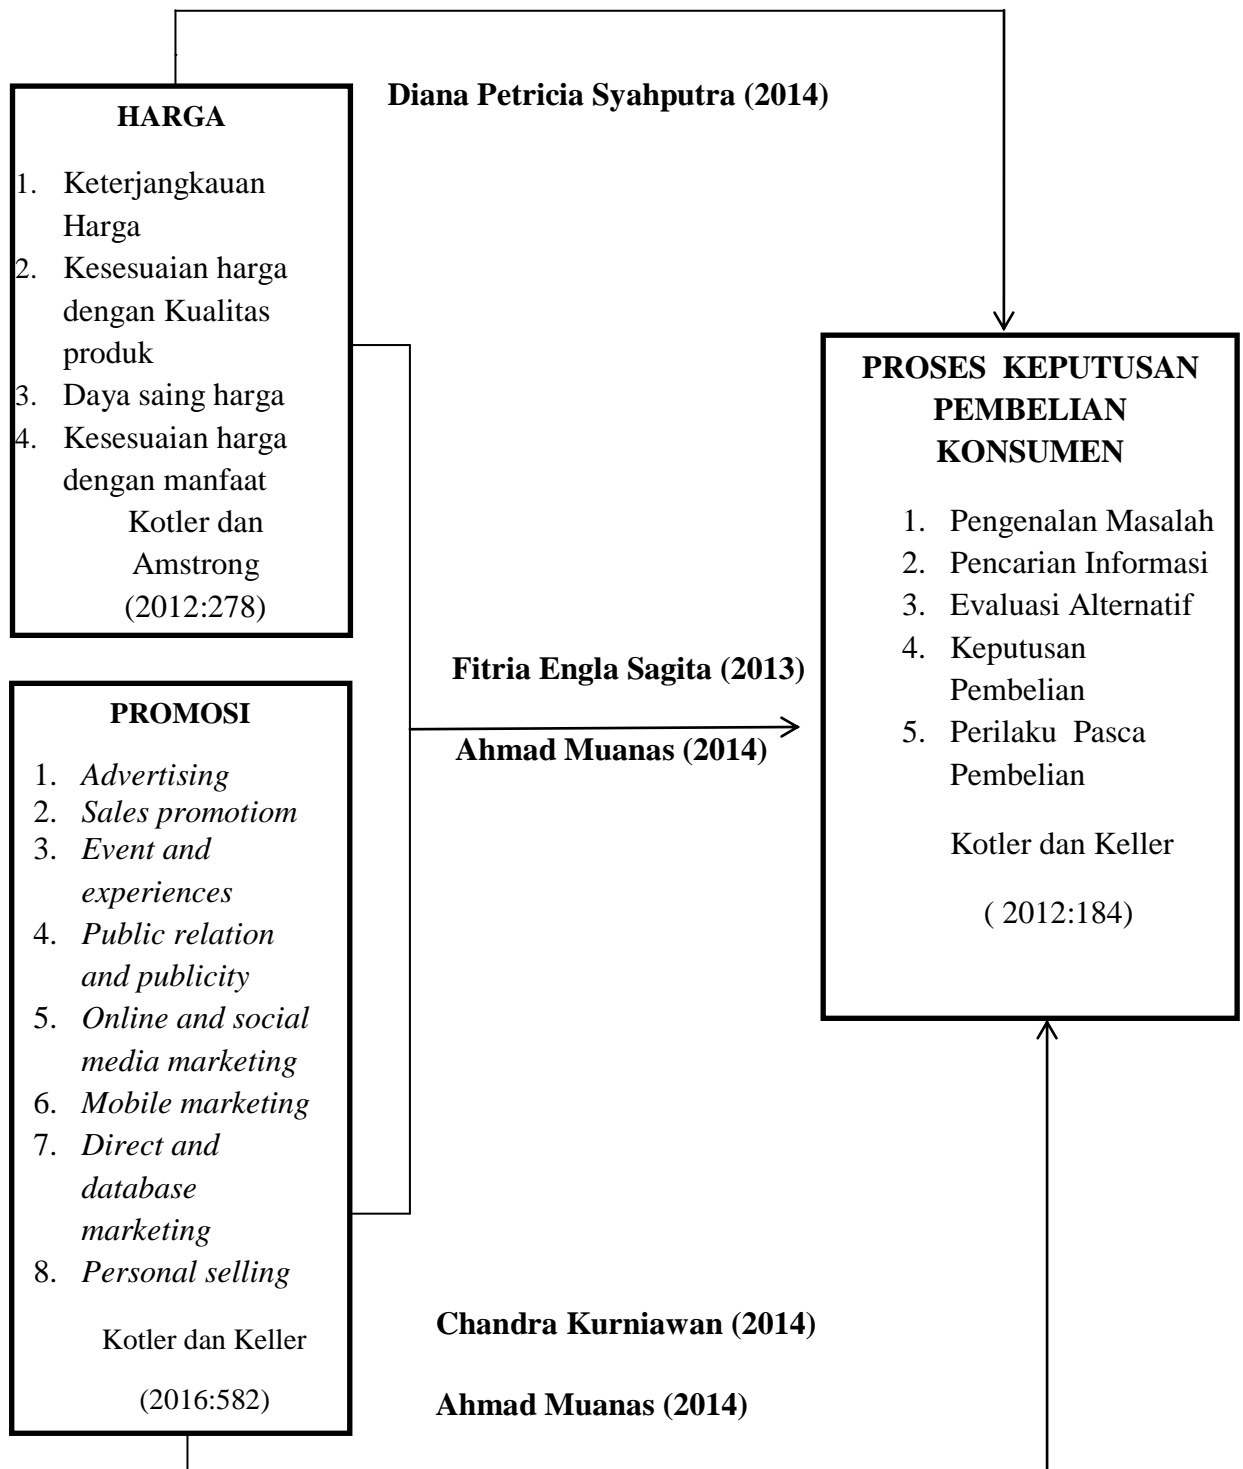 Diana Petricia Syahputra (2014)
HARGA
1. Keterjangkauan
Harga
2. Kesesuaian harga
dengan Kualitas
produk
3. Daya saing harga
4. Kesesuaian harga
dengan manfaat
Kotler dan
Amstrong
(2012:278)
PROSES KEPUTUSAN
PEMBELIAN
KONSUMEN
1. Pengenalan Masalah
2. Pencarian Informasi
3. Evaluasi Alternatif
4. Keputusan
Pembelian
5. Perilaku Pasca
Pembelian
Kotler dan Keller
( 2012:184)
Fitria Engla Sagita (2013)
Ahmad Muanas (2014)
PROMOSI
1. Advertising
2. Sales promotiom
3. Event and
experiences
4. Public relation
and publicity
5. Online and social
media marketing
6. Mobile marketing
7. Direct and
database
marketing
8. Personal selling
Kotler dan Keller
(2016:582)
Chandra Kurniawan (2014)
Ahmad Muanas (2014)